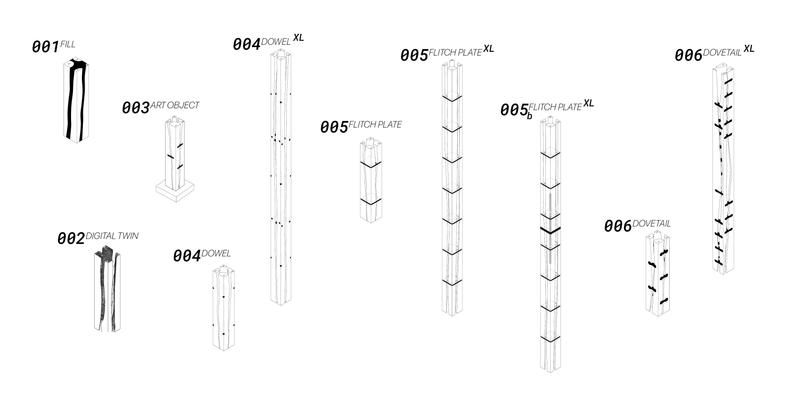 001 FILL
002 DIGITAL TWIN
003 ART OBJECT
004 DOWEL
004 DOWEL XL
005 FLITCH PLATE
005 FLITCH PLATE XL
005b FLITCH PLATE XL
006 DOVETAIL
006 DOVETAIL XL